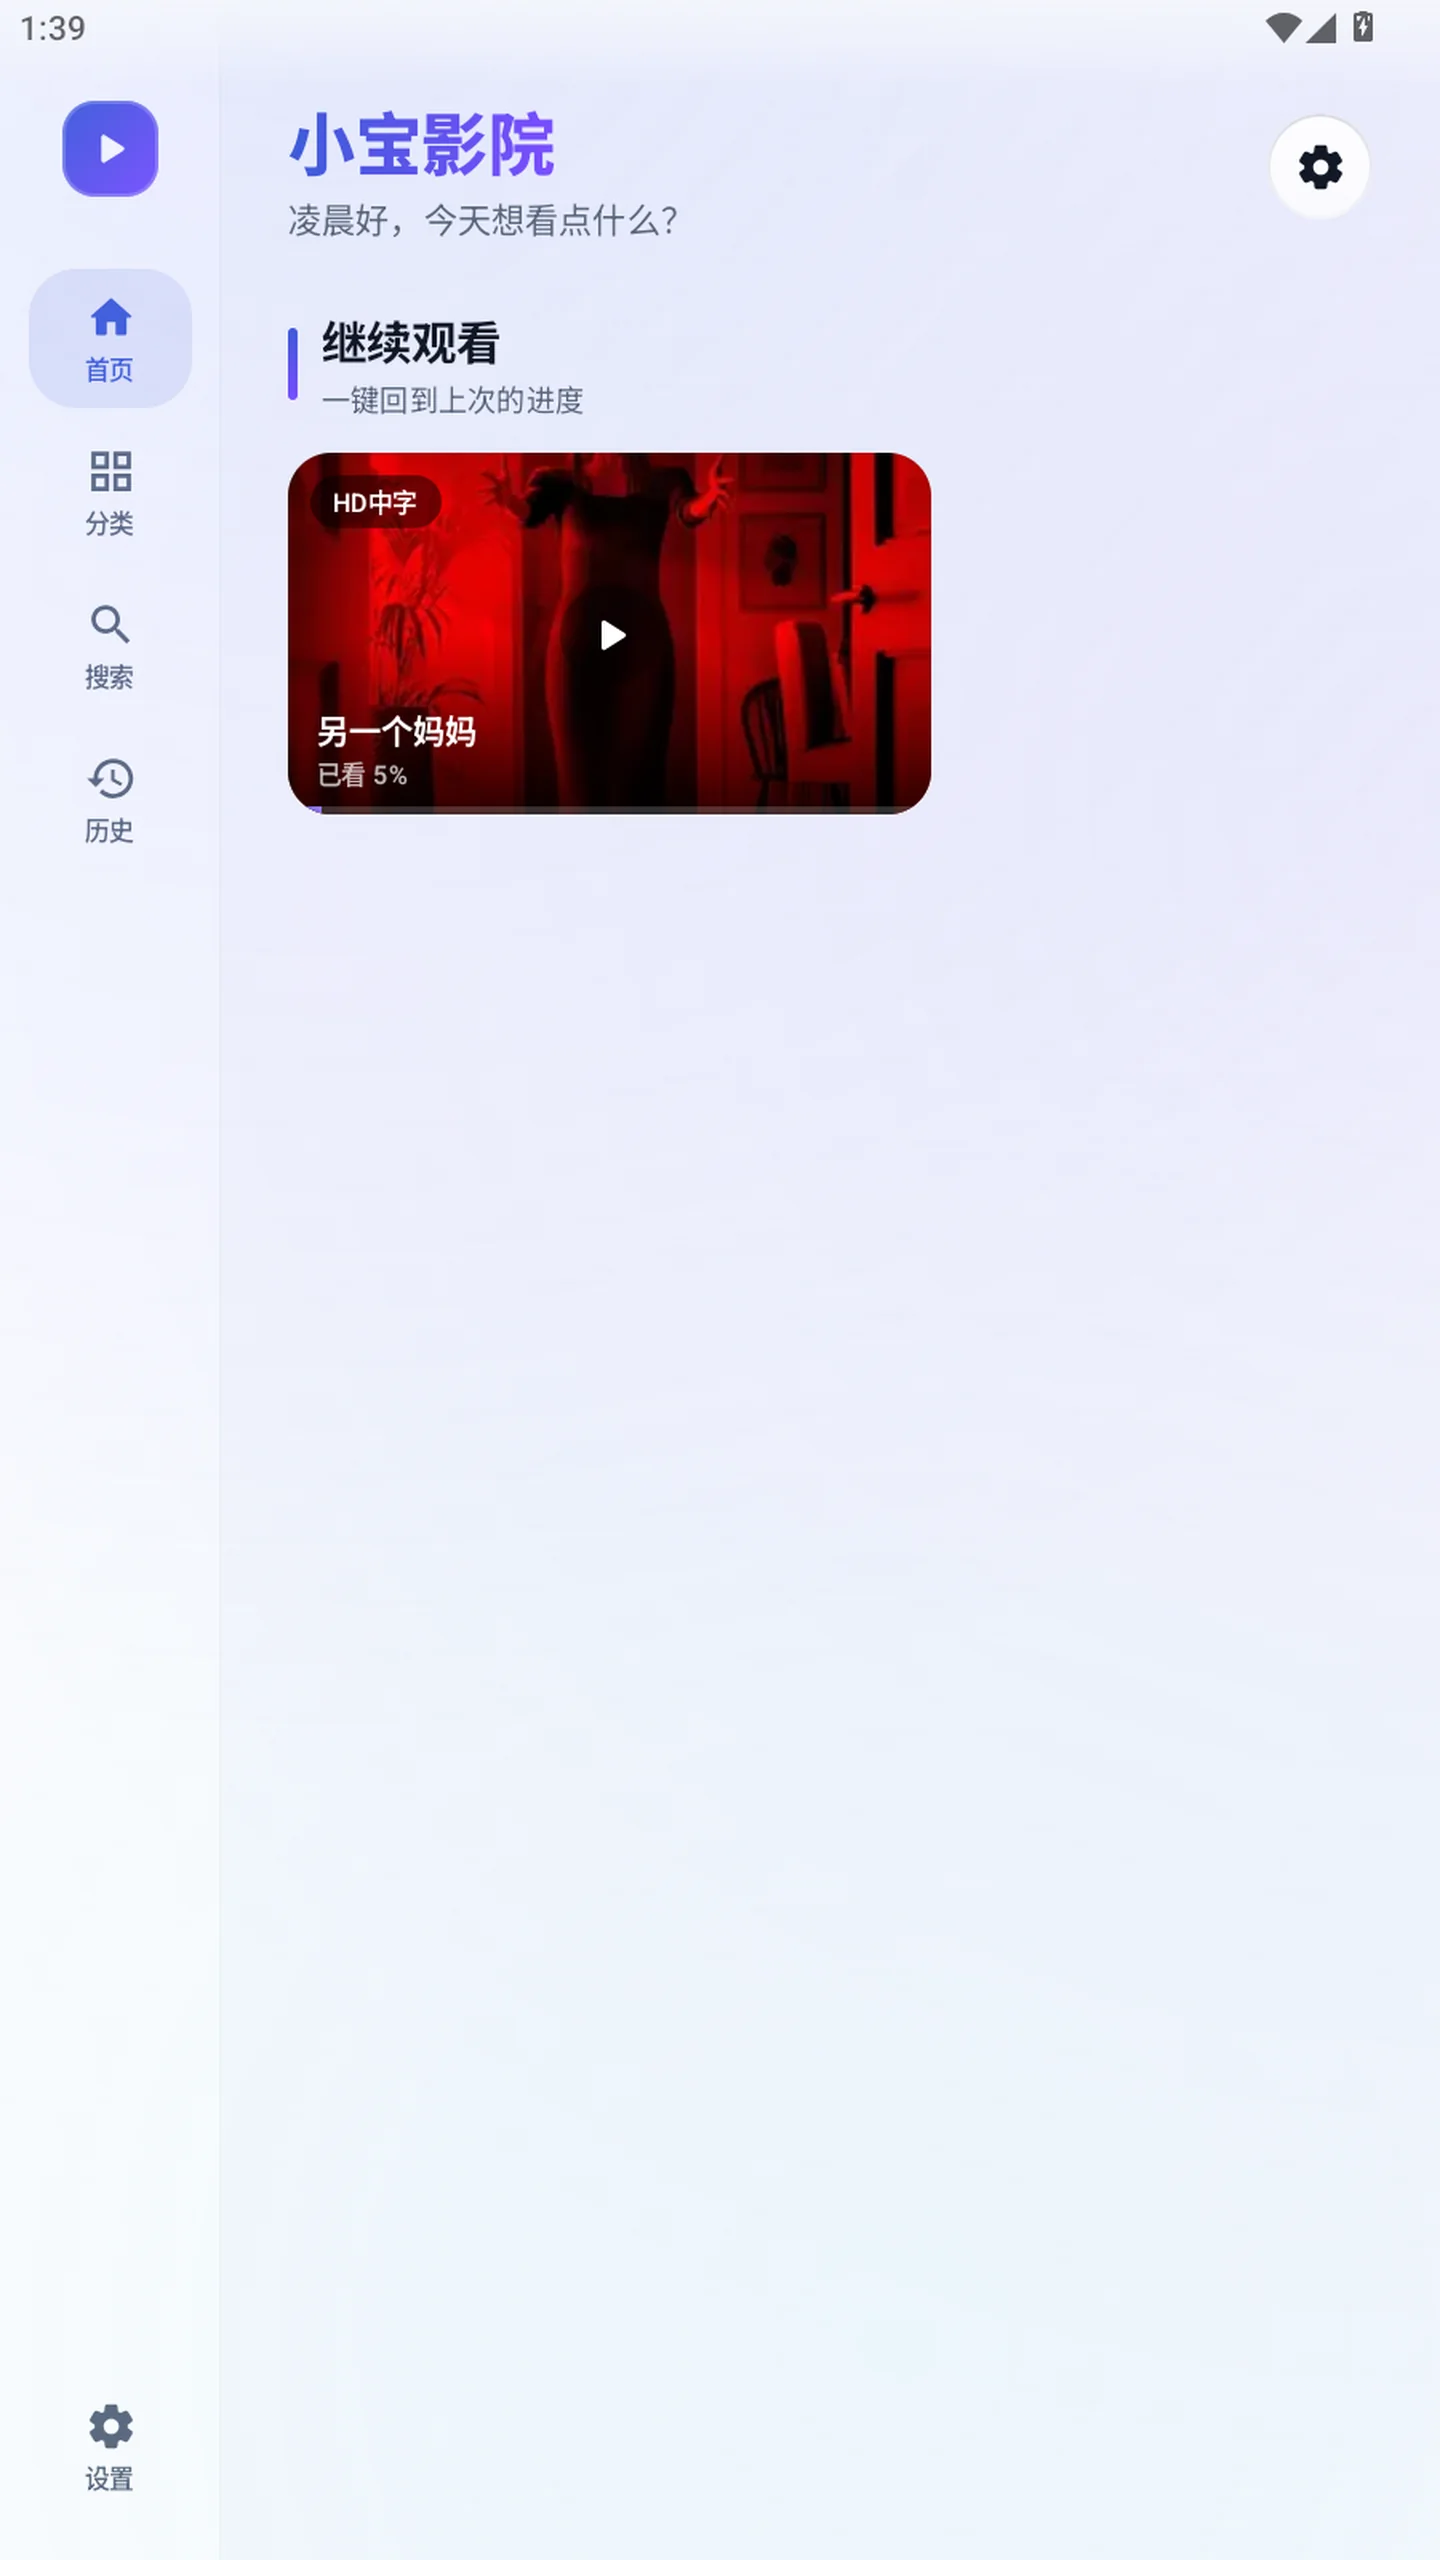 1:39
小宝影院
凌晨好，今天想看点什么？
首页
继续观看
一键回到上次的进度
分类
HD中字
搜索
另一个妈妈
已看 5%
历史
设置